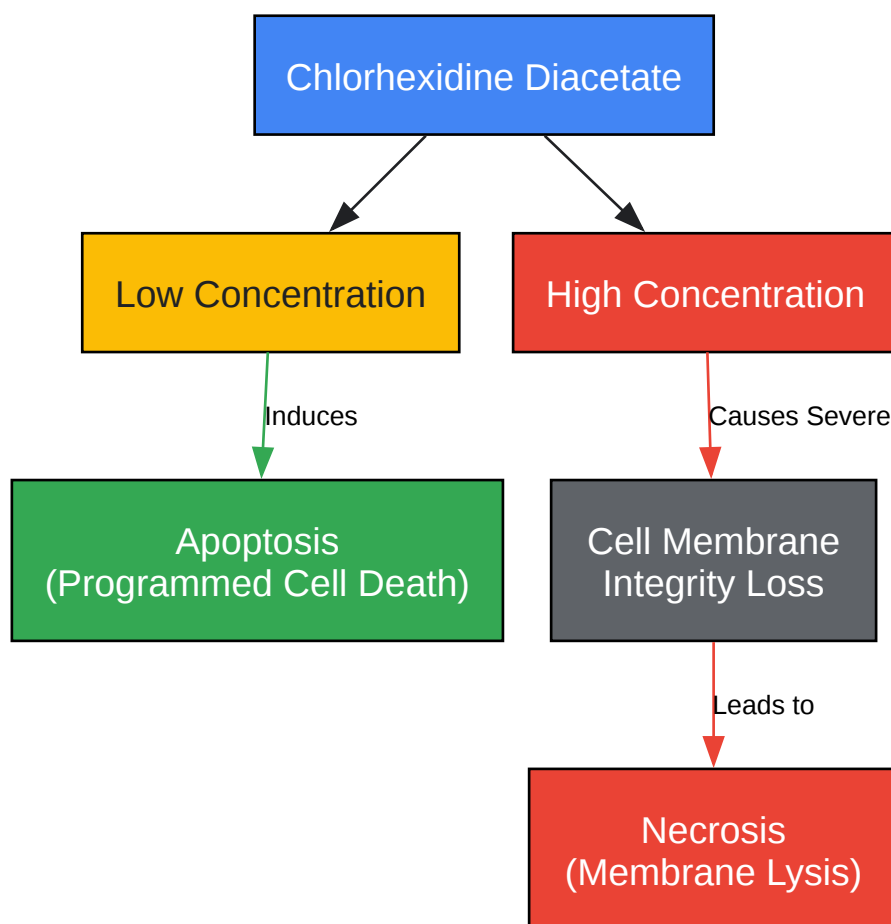 Chlorhexidine Diacetate
Low Concentration
High Concentration
Induces
Causes Severe
Apoptosis
(Programmed Cell Death)
Cell Membrane
Integrity Loss
Leads to
Necrosis
(Membrane Lysis)